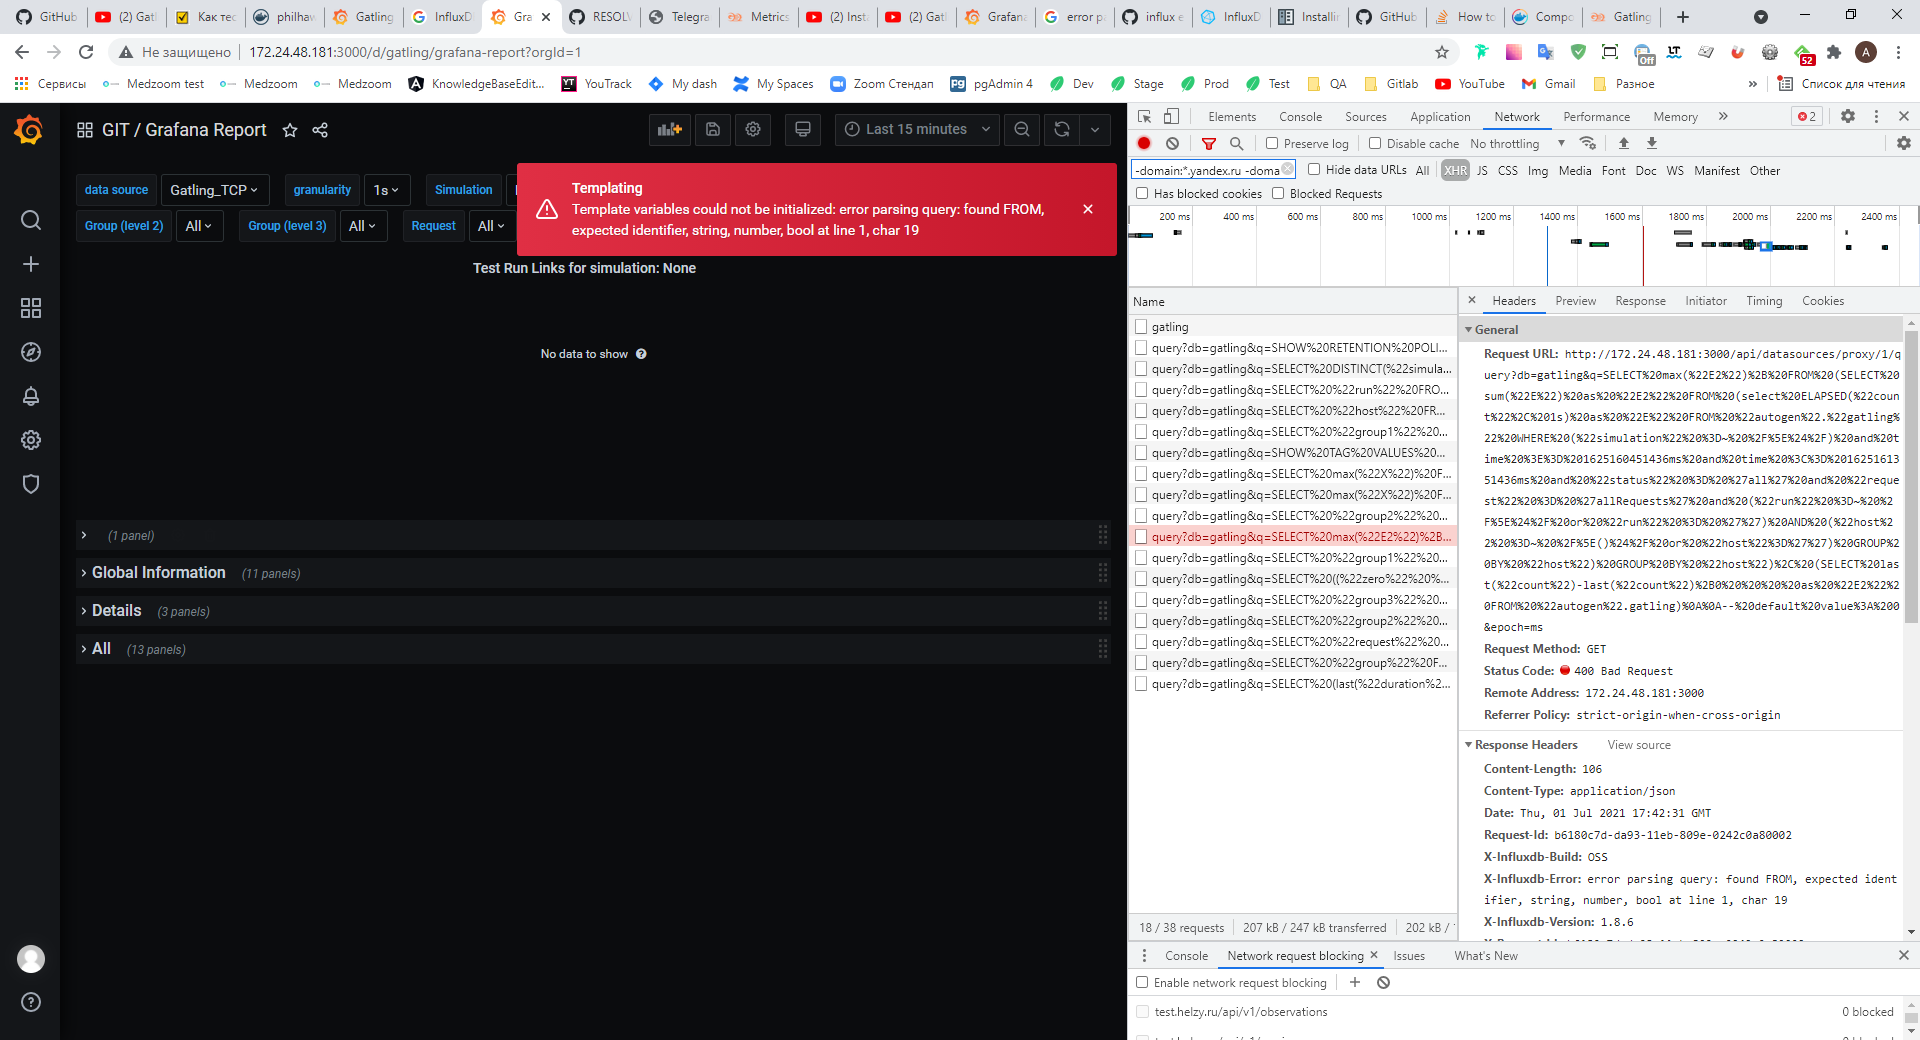 GitHub
(2) Gatl
Как тес
philhaw
Gatling
InfluxD
Gra
RESOLV
Telegra
Metrics
(2) Inst
(2) Gat
Grafana
error pa
influx e
InfluxD
Installin
GitHub
How to
Compo
Gatling
Не защищено
172.24.48.181:3000/d/gatling/grafana-report?orgId=1
Off
52
A
Сервисы
Medzoom test
Medzoom
Medzoom
KnowledgeBaseEdit...
YouTrack
My dash
My Spaces
Zoom Стендап
pgAdmin 4
Dev
Stage
Prod
Test
QA
Gitlab
YouTube
Gmail
Разное
»
Список для чтения
GIT / Grafana Report
Last 15 minutes
data source
Gatling_TCP
granularity
1s
Simulation
Group (level 2)
All
Group (level 3)
All
Request
All
Templating
Template variables could not be initialized: error parsing query: found FROM,
expected identifier, string, number, bool at line 1, char 19
Test Run Links for simulation: None
No data to show
(1 panel)
Global Information (11 panels)
Details (3 panels)
All (13 panels)
Elements
Console
Sources
Application
Network
Performance
Memory
»
2
Preserve log
Disable cache
No throttling
-domain:*.yandex.ru -doma
Hide data URLs
All
XHR
JS
CSS
Img
Media
Font
Doc
WS
Manifest
Other
Has blocked cookies
Blocked Requests
200 ms
400 ms
600 ms
800 ms
1000 ms
1200 ms
1400 ms
1600 ms
1800 ms
2000 ms
2200 ms
2400 ms
Name
gatling
query?db=gatling&q=SHOW%20RETENTION%20POLI...
query?db=gatling&q=SELECT%20DISTINCT(%22simula...
query?db=gatling&q=SELECT%20%22run%22%20FRO...
query?db=gatling&q=SELECT%20%22host%22%20FR...
query?db=gatling&q=SELECT%20%22group1%22%20...
query?db=gatling&q=SHOW%20TAG%20VALUES%20...
query?db=gatling&q=SELECT%20max(%22X%22)%20F...
query?db=gatling&q=SELECT%20max(%22X%22)%20F...
query?db=gatling&q=SELECT%20%22group2%22%20...
query?db=gatling&q=SELECT%20max(%22E2%22)%2B...
query?db=gatling&q=SELECT%20%22group1%22%20...
query?db=gatling&q=SELECT%20((%22zero%22%20%...
query?db=gatling&q=SELECT%20%22group3%22%20...
query?db=gatling&q=SELECT%20%22group2%22%20...
query?db=gatling&q=SELECT%20%22request%22%20...
query?db=gatling&q=SELECT%20%22group%22%20F...
query?db=gatling&q=SELECT%20(last(%22duration%2...
18 / 38 requests
207 kB / 247 kB transferred
202 kB /
Headers
Preview
Response
Initiator
Timing
Cookies
General
Request URL: http://172.24.48.181:3000/api/datasources/proxy/1/q
uery?db=gatling&q=SELECT%20max(%22E2%22)%2B%20FROM%20(SELECT%20
sum(%22E%22)%20as%20%22E2%22%20FROM%20(select%20ELAPSED(%22cou
nt%22%2C%201s)%20as%20%22E%22%20FROM%20%22autogen%22.%22gatling%
22%20WHERE%20(%22simulation%22%20%3D~%20%2F%5E%24%2F)%20and%20t
ime%20%3E%3D%201625160451436ms%20and%20time%20%3C%3D%2016251613
51436ms%20and%20%22status%22%20%3D%20%27all%27%20and%20%22reque
st%22%20%3D%20%27allRequests%27%20and%20(%22run%22%20%3D~%20%2
F%5E%24%2F%20or%20%22run%22%20%3D%20%27%27)%20AND%20(%22host%2
2%20%3D~%20%2F%5E()%24%2F%20or%20%22host%22%3D%27%27)%20GROUP%2
0BY%20%22host%22)%20GROUP%20BY%20%22host%22)%2C%20(SELECT%20las
t(%22count%22)-last(%22count%22)%2B0%20%20%20%20as%20%22E2%22%2
0FROM%20%22autogen%22.gatling)%0A%0A--%20default%20value%3A%200
&epoch=ms
Request Method: GET
Status Code: 400 Bad Request
Remote Address: 172.24.48.181:3000
Referrer Policy: strict-origin-when-cross-origin
Response Headers
View source
Content-Length: 106
Content-Type: application/json
Date: Thu, 01 Jul 2021 17:42:31 GMT
Request-Id: b6180c7d-da93-11eb-809e-0242c0a80002
X-Influxdb-Build: OSS
X-Influxdb-Error: error parsing query: found FROM, expected ident
ifier, string, number, bool at line 1, char 19
X-Influxdb-Version: 1.8.6
Console
Network request blocking
Issues
What's New
Enable network request blocking
test.helzy.ru/api/v1/observations
0 blocked